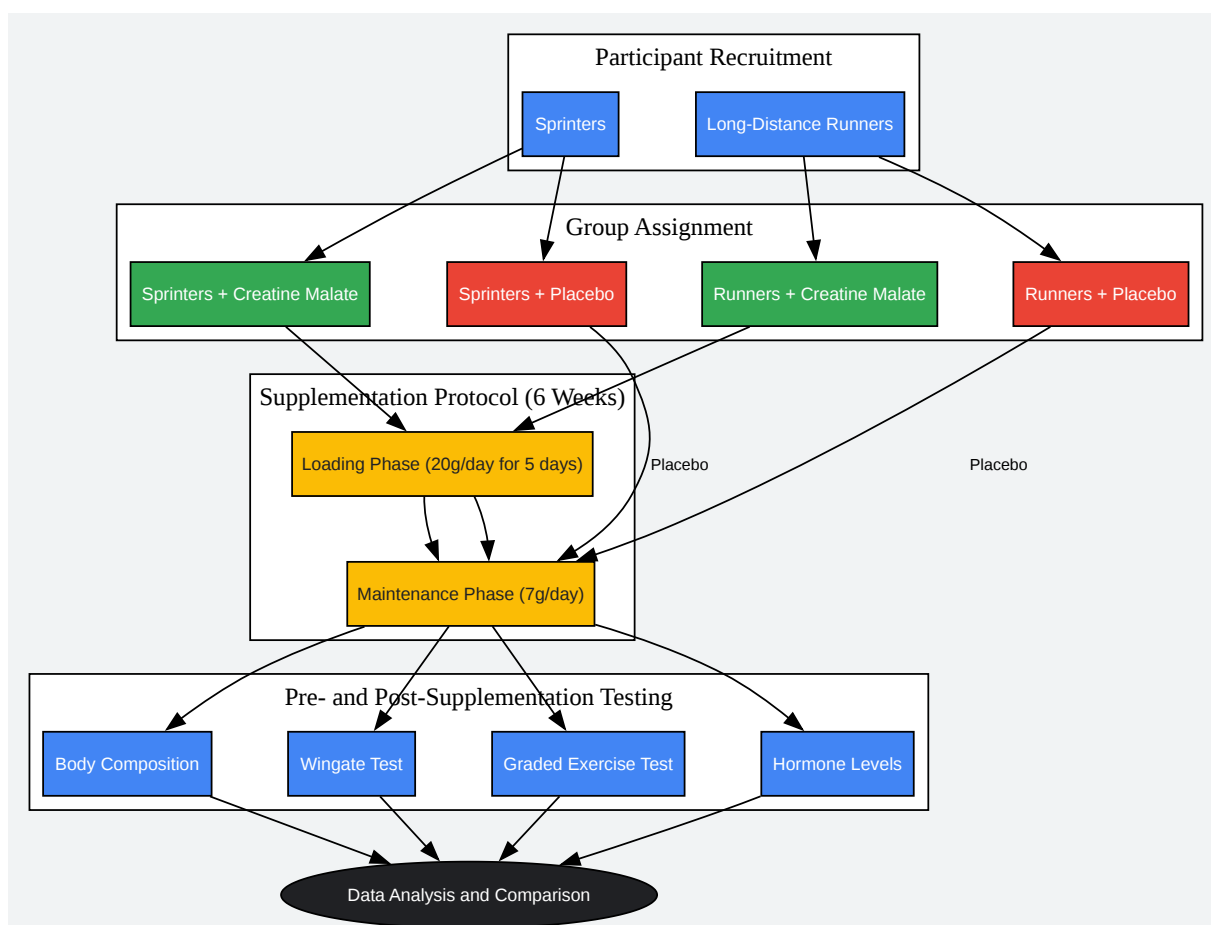 Participant Recruitment
Sprinters
Long-Distance Runners
Group Assignment
Sprinters + Creatine Malate
Sprinters + Placebo
Runners + Creatine Malate
Runners + Placebo
Supplementation Protocol (6 Weeks)
Loading Phase (20g/day for 5 days)
Placebo
Placebo
Maintenance Phase (7g/day)
Pre- and Post-Supplementation Testing
Body Composition
Wingate Test
Graded Exercise Test
Hormone Levels
Data Analysis and Comparison